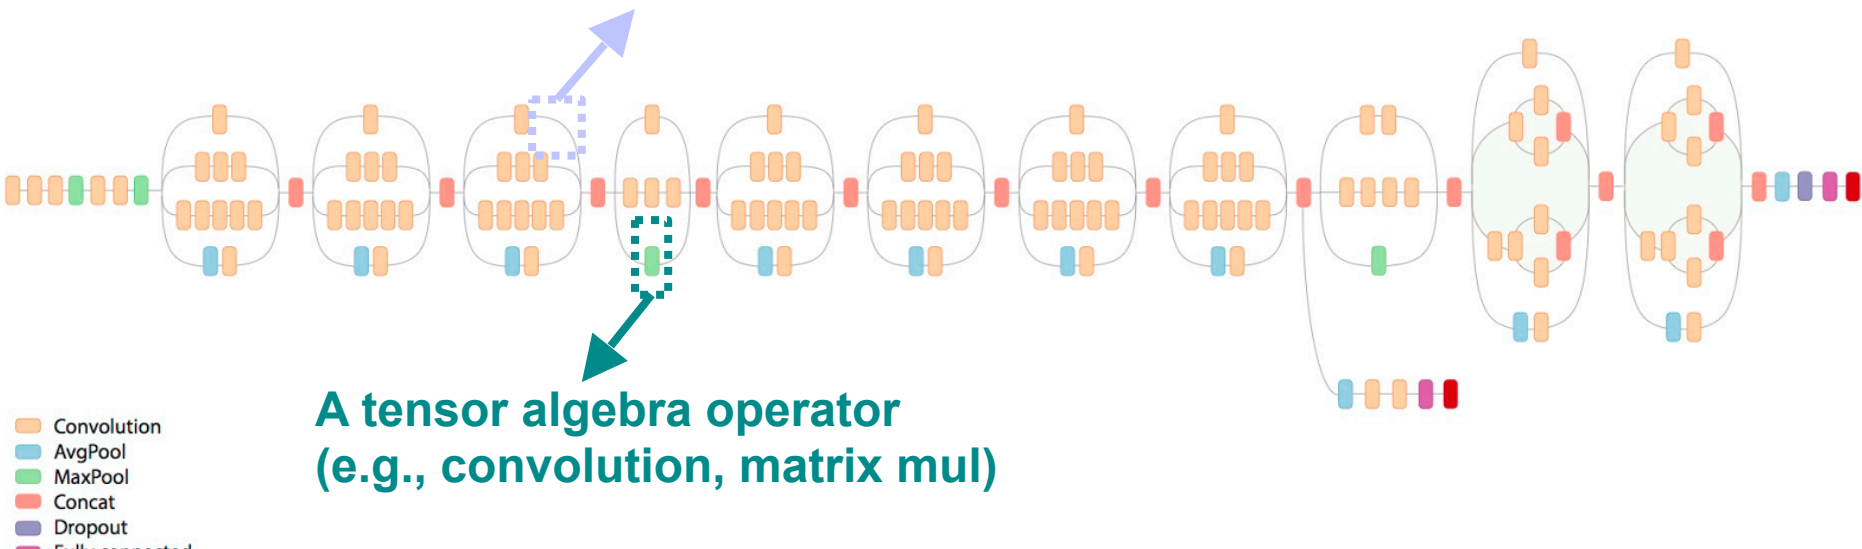 A tensor algebra operator
(e.g., convolution, matrix mul)
Convolution
AvgPool
MaxPool
Concat
Dropout